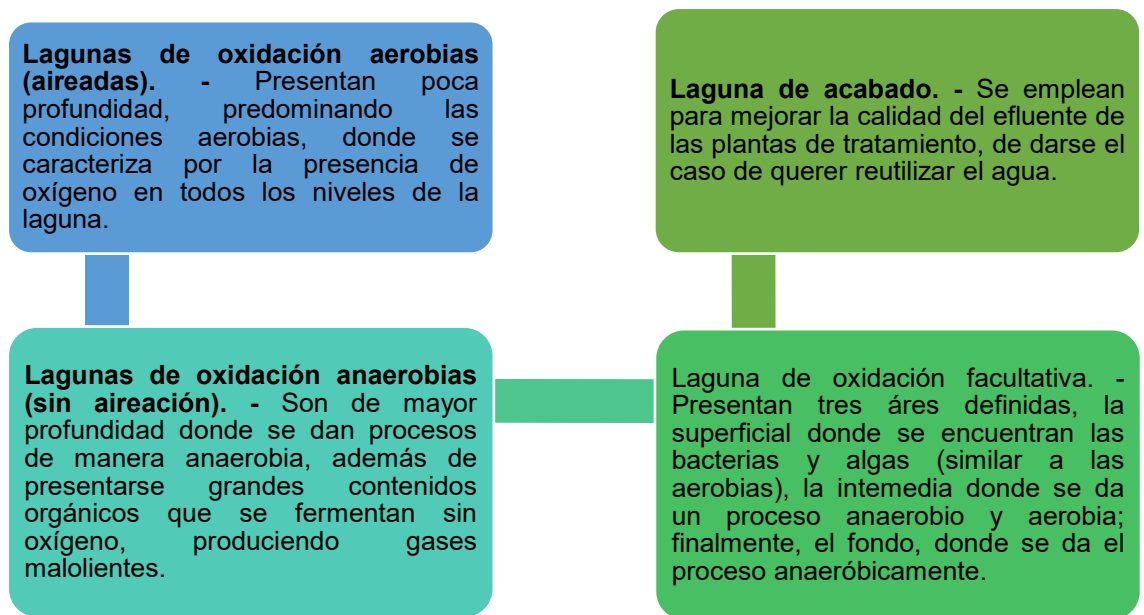 Lagunas de oxidación aerobias
(aireadas). - Presentan poca
profundidad, predominando las
condiciones aerobias, donde se
caracteriza por la presencia de
oxígeno en todos los niveles de la
laguna.
Lagunas de oxidación anaerobias
(sin aireación). - Son de mayor
profundidad donde se dan procesos
de manera anaerobia, además de
presentarse grandes contenidos
orgánicos que se fermentan sin
oxígeno, produciendo gases
malolientes.
Laguna de oxidación facultativa. -
Presentan tres áres definidas, la
superficial donde se encuentran las
bacterias y algas (similar a las
aerobias), la intemedia donde se da
un proceso anaerobio y aerobia;
finalmente, el fondo, donde se da el
proceso anaeróbicamente.
Laguna de acabado. - Se emplean
para mejorar la calidad del efluente de
las plantas de tratamiento, de darse el
caso de querer reutilizar el agua.